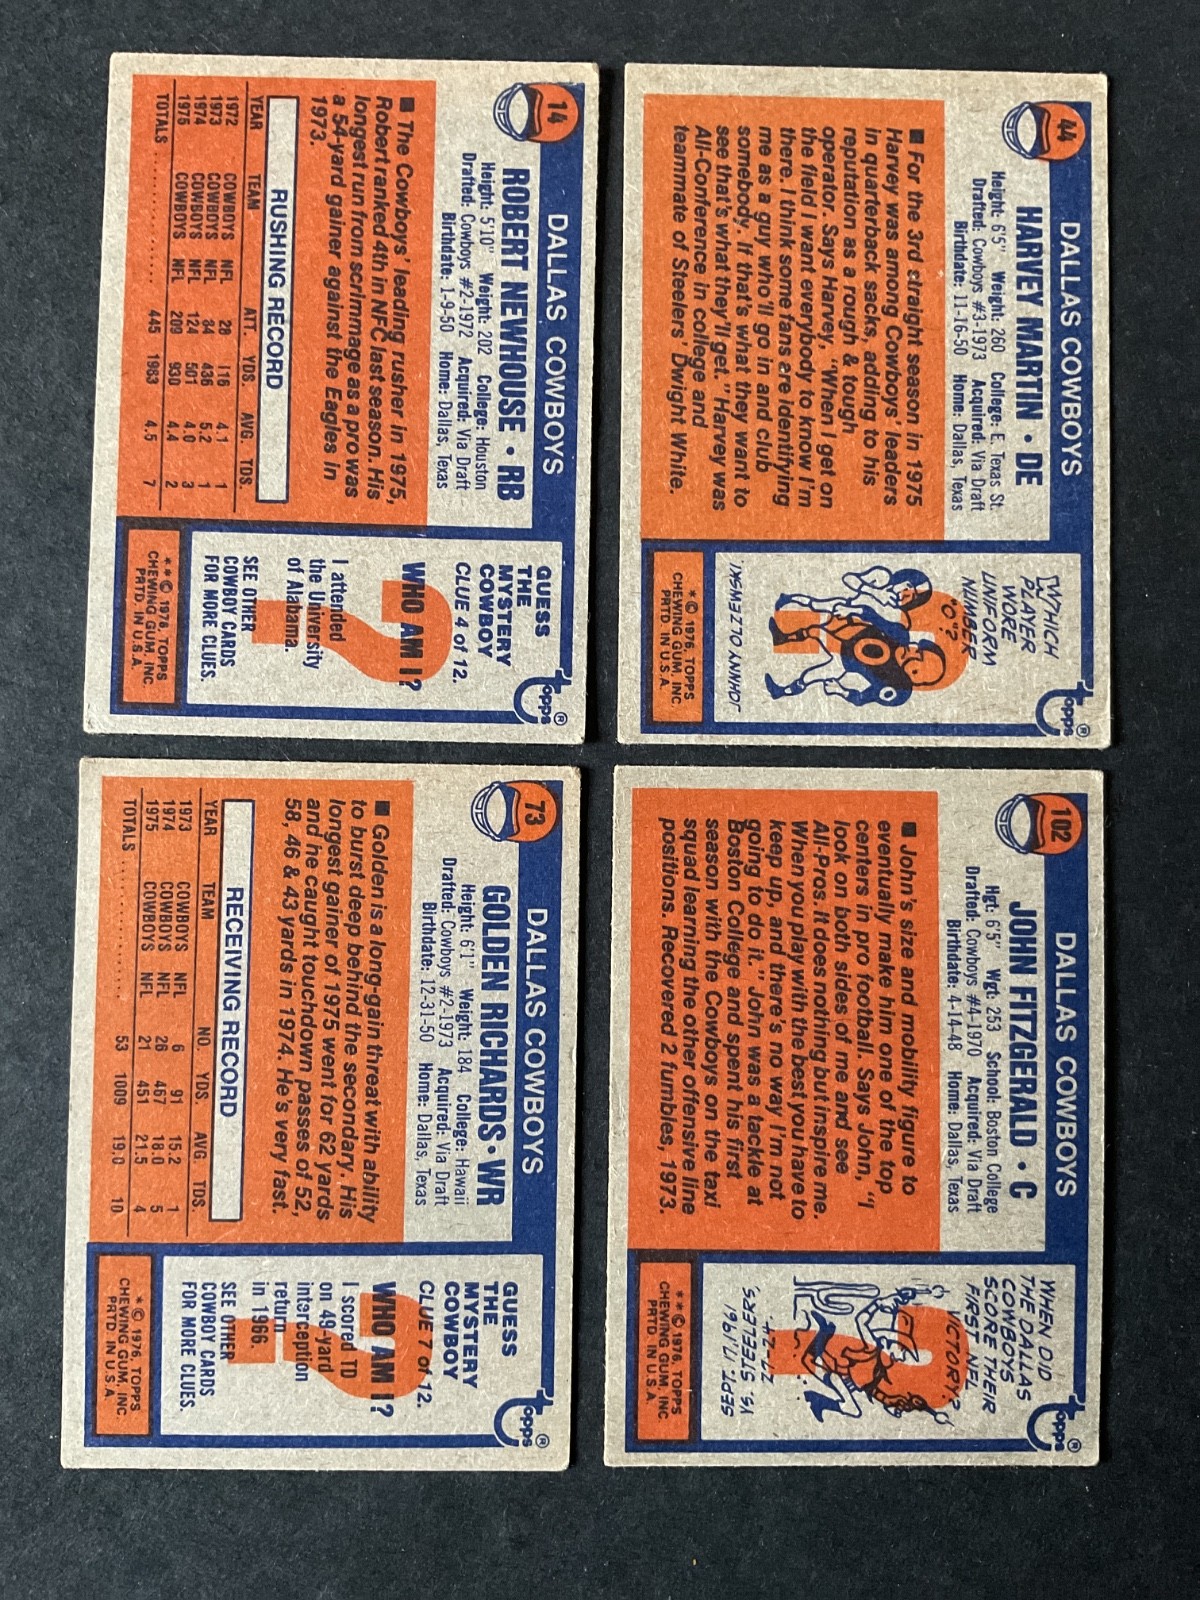 44
DALLAS COWBOYS
HARVEY MARTIN • DE
Height: 6'5" Weight: 260 College: E. Texas St.
Drafted: Cowboys #3-1973 Acquired: Via Draft
Birthdate: 11-16-50 Home: Dallas, Texas
■ For the 3rd straight season in 1975
Harvey was among Cowboys' leaders
in quarterback sacks, adding to his
reputation as a rough & tough
operator. Says Harvey, "When I get on
the field I want everybody to know I'm
there. I think some fans are identifying
me as a guy who'll go in and club
somebody. If that's what they want to
see that's what they'll get." Harvey was
All-Conference in college and
teammate of Steelers' Dwight White.
Topps®
WHICH
PLAYER
WORE
UNIFORM
NUMBER
"0"?
0
JOHNNY OLZEWSKI
* © 1976, TOPPS
CHEWING GUM, INC.
PRTD. IN U.S.A.
102
DALLAS COWBOYS
JOHN FITZGERALD • C
Hgt: 6'5" Wgt: 253 School: Boston College
Drafted: Cowboys #4-1970 Acquired: Via Draft
Birthdate: 4-14-48 Home: Dallas, Texas
■ John's size and mobility figure to
eventually make him one of the top
centers in pro football. Says John, "I
look on both sides of me and see
All-Pros. It does nothing but inspire me.
When you play with the best you have to
keep up, and there's no way I'm not
going to do it." John was a tackle at
Boston College and spent his first
season with the Cowboys on the taxi
squad learning the other offensive line
positions. Recovered 2 fumbles, 1973.
Topps®
WHEN DID
THE DALLAS
COWBOYS
SCORE THEIR
FIRST NFL
VICTORY?
SEPT. 17, 1961
VS. STEELERS,
27-24.
** © 1976, TOPPS
CHEWING GUM, INC.
PRTD. IN U.S.A.
14
DALLAS COWBOYS
ROBERT NEWHOUSE • RB
Height: 5'10" Weight: 202 College: Houston
Drafted: Cowboys #2-1972 Acquired: Via Draft
Birthdate: 1-9-50 Home: Dallas, Texas
■ The Cowboys' leading rusher in 1975,
Robert ranked 4th in NFC last season. His
longest run from scrimmage as a pro was
a 54-yard gainer against the Eagles in
1973.
RUSHING RECORD
YEAR TEAM ATT. YDS. AVG. TDS.
1972 COWBOYS NFL 28 116 4.1 1
1973 COWBOYS NFL 84 436 5.2 1
1974 COWBOYS NFL 124 501 4.0 3
1975 COWBOYS NFL 209 930 4.4 2
TOTALS .......... 445 1983 4.5 7
Topps®
GUESS
THE
MYSTERY
COWBOY
CLUE 4 of 12.
WHO AM I?
I attended
the University
of Alabama.
SEE OTHER
COWBOY CARDS
FOR MORE CLUES.
** © 1976, TOPPS
CHEWING GUM, INC.
PRTD. IN U.S.A.
73
DALLAS COWBOYS
GOLDEN RICHARDS • WR
Height: 6'1" Weight: 184 College: Hawaii
Drafted: Cowboys #2-1973 Acquired: Via Draft
Birthdate: 12-31-50 Home: Dallas, Texas
■ Golden is a long-gain threat with ability
to burst deep behind the secondary. His
longest gainer of 1975 went for 62 yards
and he caught touchdown passes of 52,
58, 46 & 43 yards in 1974. He's very fast.
RECEIVING RECORD
YEAR TEAM NO. YDS. AVG. TDS.
1973 COWBOYS NFL 6 91 15.2 1
1974 COWBOYS NFL 26 467 18.0 5
1975 COWBOYS NFL 21 451 21.5 4
TOTALS .......... 53 1009 19.0 10
Topps®
GUESS
THE
MYSTERY
COWBOY
CLUE 7 of 12.
WHO AM I?
I scored TD
on 49-yard
interception
return
in 1966.
SEE OTHER
COWBOY CARDS
FOR MORE CLUES.
* © 1976, TOPPS
CHEWING GUM, INC.
PRTD. IN U.S.A.